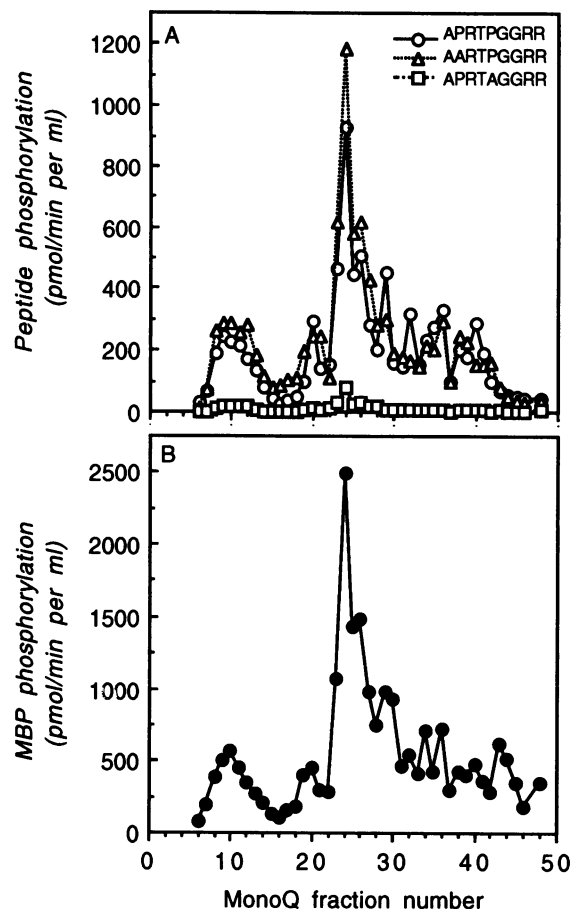 A
APRTPGGRR
AARTPGGRR
APRTAGGRR
1200
1000
800
600
400
200
0
Peptide phosphorylation
(pmol/min per ml)
B
2500
2000
1500
1000
500
0
MBP phosphorylation
(pmol/min per ml)
0 10 20 30 40 50
MonoQ fraction number